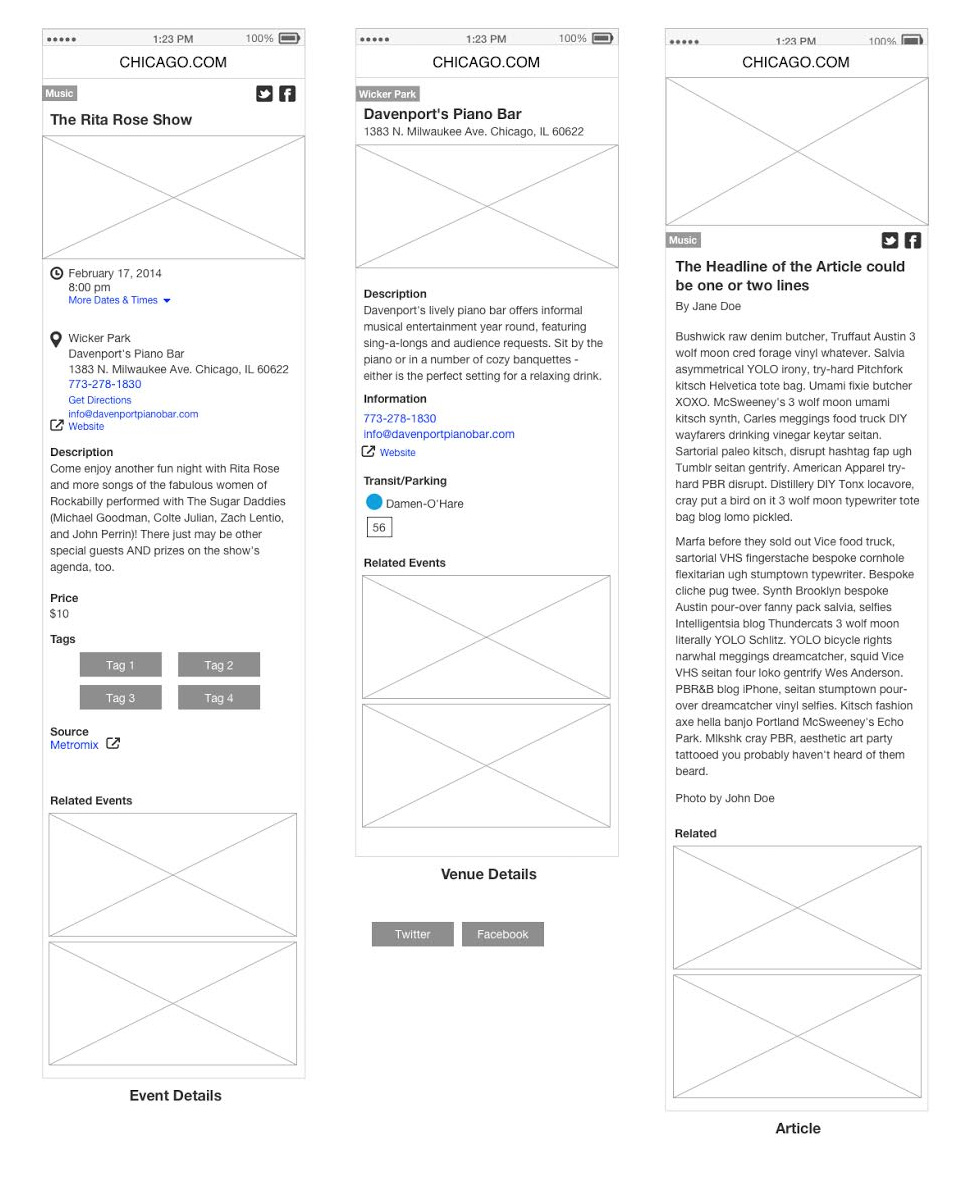 1:23 PM 100%
CHICAGO.COM
Music
The Rita Rose Show
February 17, 2014
8:00 pm
More Dates & Times
Wicker Park
Davenport's Piano Bar
1383 N. Milwaukee Ave. Chicago, IL 60622
773-278-1830
Get Directions
info@davenportpianobar.com
Website
Description
Come enjoy another fun night with Rita Rose
and more songs of the fabulous women of
Rockabilly performed with The Sugar Daddies
(Michael Goodman, Colte Julian, Zach Lentio,
and John Perrin)! There just may be other
special guests AND prizes on the show's
agenda, too.
Price
$10
Tags
Tag 1 Tag 2
Tag 3 Tag 4
Source
Metromix
Related Events
Event Details
1:23 PM 100%
CHICAGO.COM
Wicker Park
Davenport's Piano Bar
1383 N. Milwaukee Ave. Chicago, IL 60622
Description
Davenport's lively piano bar offers informal
musical entertainment year round, featuring
sing-a-longs and audience requests. Sit by the
piano or in a number of cozy banquettes -
either is the perfect setting for a relaxing drink.
Information
773-278-1830
info@davenportpianobar.com
Website
Transit/Parking
Damen-O'Hare
56
Related Events
Venue Details
Twitter Facebook
1:23 PM 100%
CHICAGO.COM
Music
The Headline of the Article could
be one or two lines
By Jane Doe
Bushwick raw denim butcher, Truffaut Austin 3
wolf moon cred forage vinyl whatever. Salvia
asymmetrical YOLO irony, try-hard Pitchfork
kitsch Helvetica tote bag. Umami fixie butcher
XOXO. McSweeney's 3 wolf moon umami
kitsch synth, Carles meggings food truck DIY
wayfarers drinking vinegar keytar seitan.
Sartorial paleo kitsch, disrupt hashtag fap ugh
Tumblr seitan gentrify. American Apparel try-
hard PBR disrupt. Distillery DIY Tonx locavore,
cray put a bird on it 3 wolf moon typewriter tote
bag blog lomo pickled.
Marfa before they sold out Vice food truck,
sartorial VHS fingerstache bespoke cornhole
flexitarian ugh stumptown typewriter. Bespoke
cliche pug twee. Synth Brooklyn bespoke
Austin pour-over fanny pack salvia, selfies
Intelligentsia blog Thundercats 3 wolf moon
literally YOLO Schlitz. YOLO bicycle rights
narwhal meggings dreamcatcher, squid Vice
VHS seitan four loko gentrify Wes Anderson.
PBR&B blog iPhone, seitan stumptown pour-
over dreamcatcher vinyl selfies. Kitsch fashion
axe hella banjo Portland McSweeney's Echo
Park. Mlkshk cray PBR, aesthetic art party
tattooed you probably haven't heard of them
beard.
Photo by John Doe
Related
Article